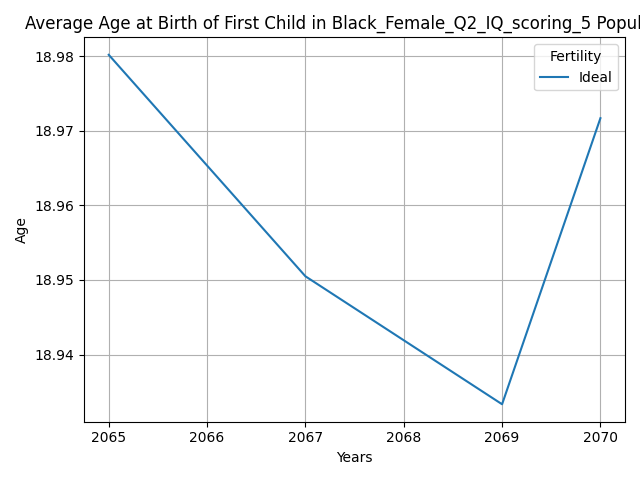 Average Age at Birth of First Child in Black_Female_Q2_IQ_scoring_5 Popul
Fertility
Ideal
18.98
18.97
18.96
18.95
18.94
Age
2065 2066 2067 2068 2069 2070
Years